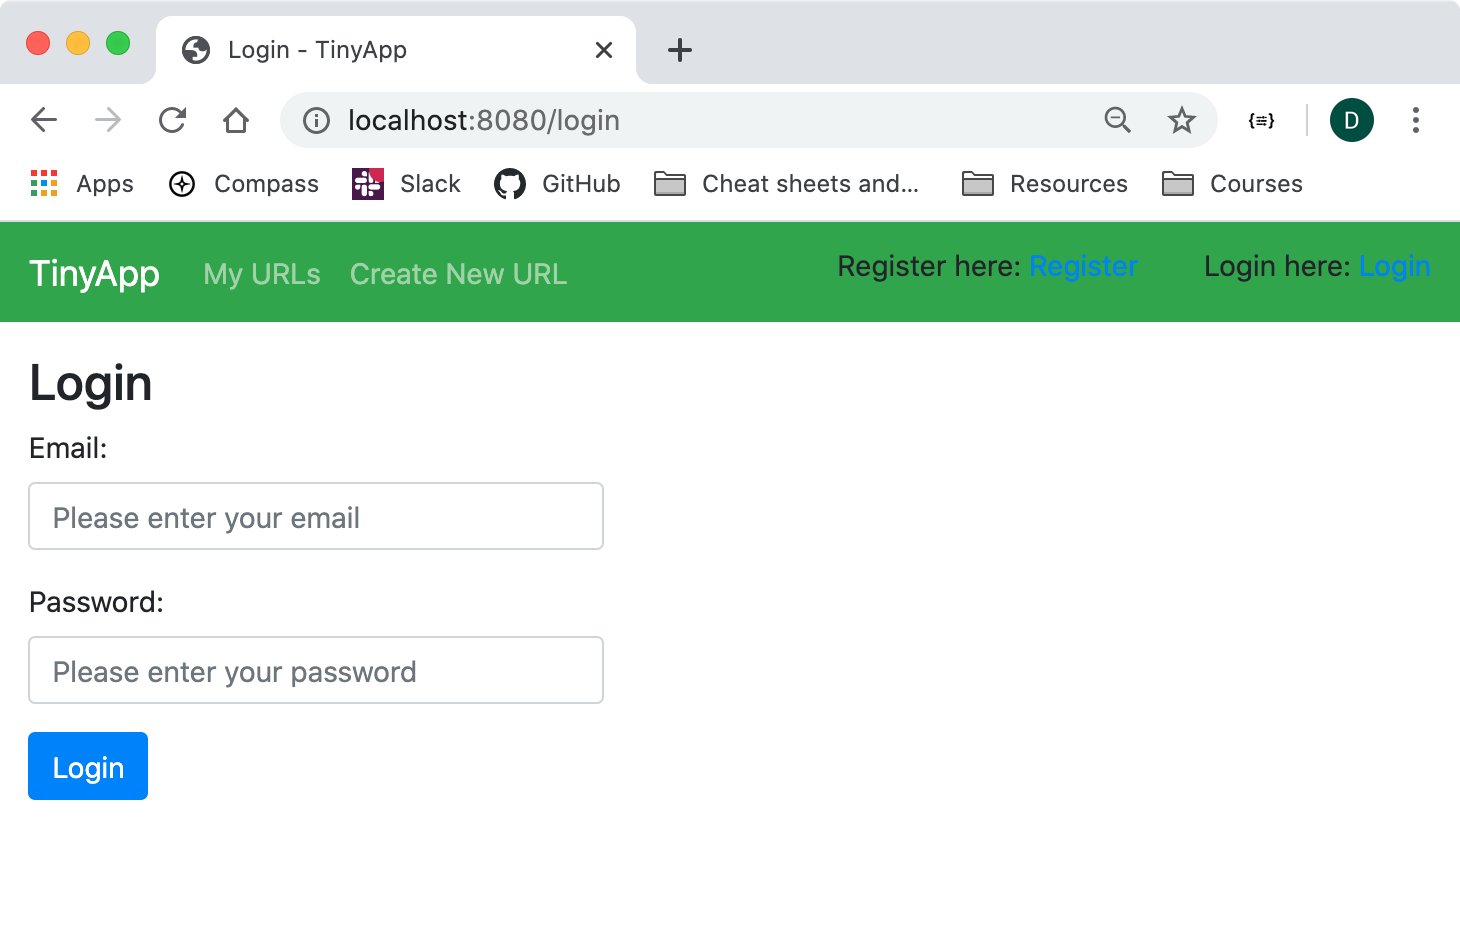 Login - TinyApp
localhost:8080/login
D
Apps Compass Slack GitHub Cheat sheets and... Resources Courses
TinyApp My URLs Create New URL Register here: Register Login here: Login
Login
Email:
Please enter your email
Password:
Please enter your password
Login